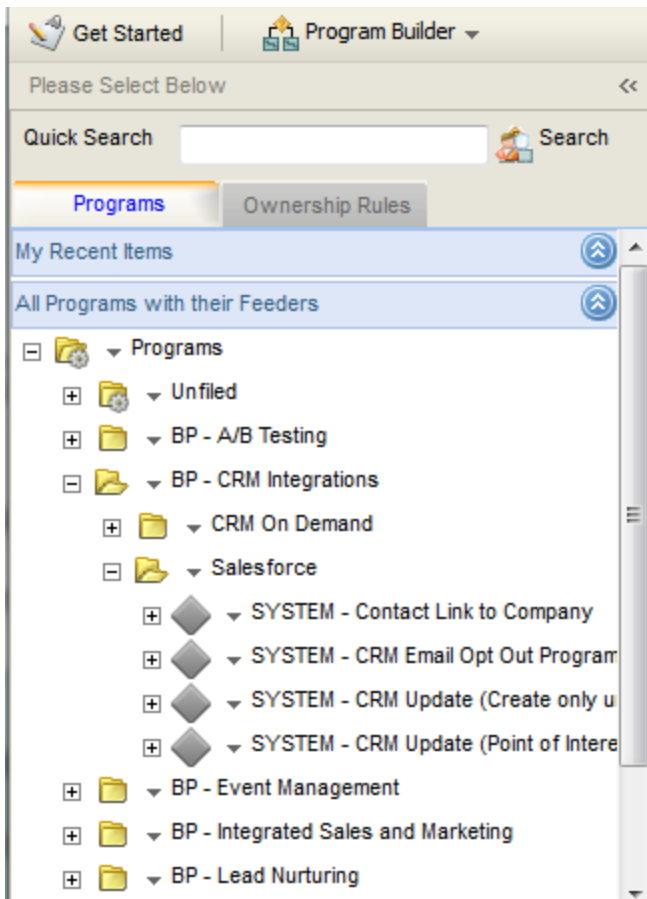 Get Started
Program Builder
Please Select Below
Quick Search
Search
Programs
Ownership Rules
My Recent Items
All Programs with their Feeders
Programs
Unfiled
BP - A/B Testing
BP - CRM Integrations
CRM On Demand
Salesforce
SYSTEM - Contact Link to Company
SYSTEM - CRM Email Opt Out Program
SYSTEM - CRM Update (Create only u
SYSTEM - CRM Update (Point of Intere
BP - Event Management
BP - Integrated Sales and Marketing
BP - Lead Nurturing